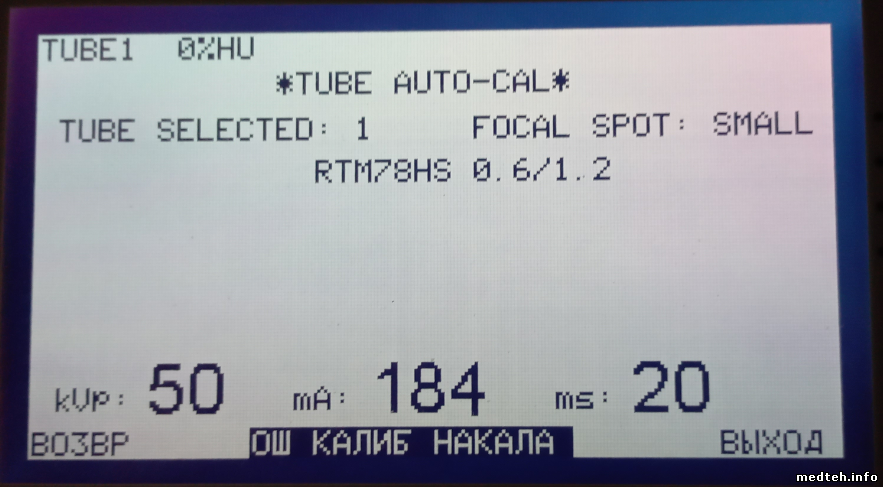 TUBE1 0%HU
*TUBE AUTO-CAL*
TUBE SELECTED: 1 FOCAL SPOT: SMALL
RTM78HS 0.6/1.2
kVp: 50 mA: 184 ms: 20
ВОЗВР ОШ КАЛИБ НАКАЛА ВЫХОД
medteh.info